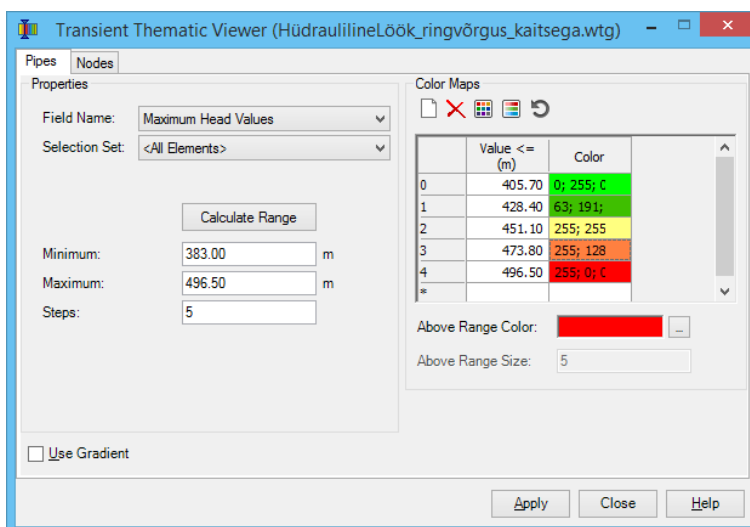 Transient Thematic Viewer (HüdraulilineLöök_ringvõrgus_kaitsega.wtg)
Pipes Nodes
Properties
Field Name: Maximum Head Values
Selection Set: <All Elements>
Calculate Range
Minimum: 383.00 m
Maximum: 496.50 m
Steps: 5
Use Gradient
Color Maps
Value <= (m) Color
0 405.70 0; 255; 0
1 428.40 63; 191;
2 451.10 255; 255
3 473.80 255; 128
4 496.50 255; 0; 0
*
Above Range Color: ...
Above Range Size: 5
Apply Close Help